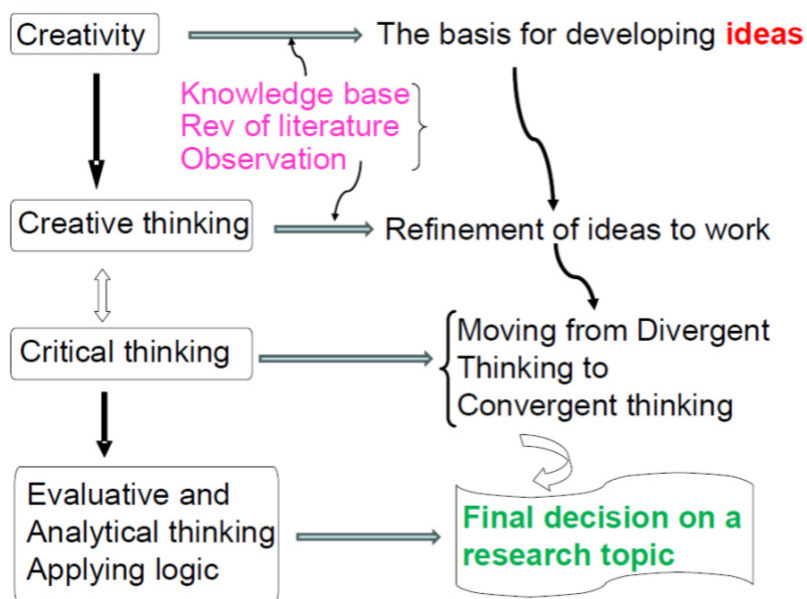 Creativity
The basis for developing ideas
Knowledge base
Rev of literature
Observation
Creative thinking
Refinement of ideas to work
Critical thinking
Moving from Divergent
Thinking to
Convergent thinking
Evaluative and
Analytical thinking
Applying logic
Final decision on a
research topic